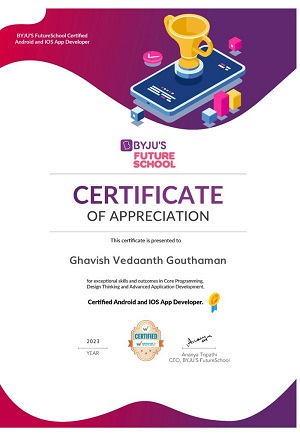 BYJU'S FutureSchool Certified
Android and IOS App Developer
BYJU'S
FUTURE
SCHOOL
CERTIFICATE
OF APPRECIATION
This certificate is presented to
Ghavish Vedaanth Gouthaman
for exceptional skills and outcomes in Core Programming,
Design Thinking and Advanced Application Development.
Certified Android and IOS App Developer.
2023
YEAR
CERTIFIED
Ananya
Ananya Tripathi
CEO, BYJU'S FutureSchool